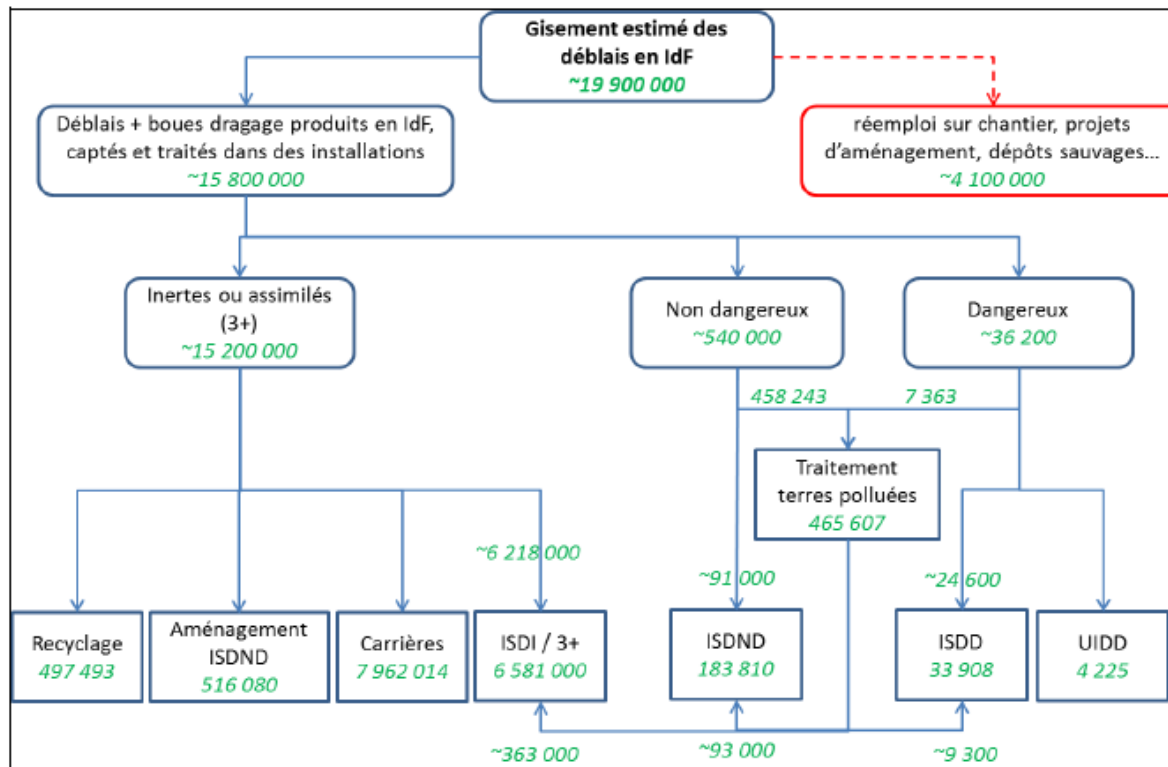 Gisement estimé des
déblais en IdF
~19 900 000
Déblais + boues dragage produits en IdF,
captés et traités dans des installations
~15 800 000
réemploi sur chantier, projets
d'aménagement, dépôts sauvages…
~4 100 000
Inertes ou assimilés
(3+)
~15 200 000
Non dangereux
~540 000
Dangereux
~36 200
458 243
7 363
Traitement
terres polluées
465 607
~6 218 000
~91 000
~24 600
Recyclage
497 493
Aménagement
ISDND
516 080
Carrières
7 962 014
ISDI / 3+
6 581 000
ISDND
183 810
ISDD
33 908
UIDD
4 225
~363 000
~93 000
~9 300